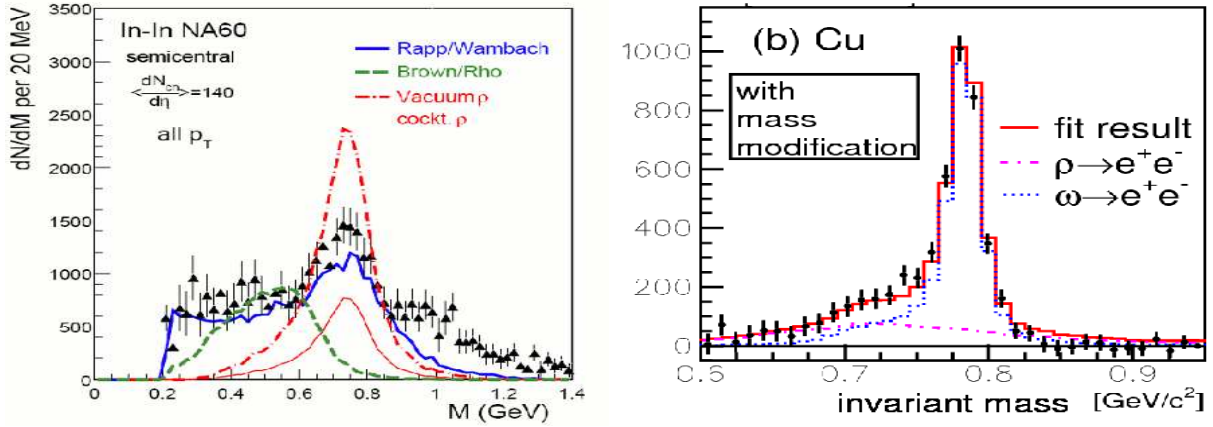 In-In NA60
semicentral
<dN_ch/dη>=140
all p_T
Rapp/Wambach
Brown/Rho
Vacuum ρ
cockt. ρ
dN/dM per 20 MeV
3500
3000
2500
2000
1500
1000
500
0
0 0.2 0.4 0.6 0.8 1 1.2 1.4
M (GeV)
(b) Cu
with
mass
modification
fit result
ρ→e⁺e⁻
ω→e⁺e⁻
1000
800
600
400
200
0
0.6 0.7 0.8 0.9
invariant mass [GeV/c²]